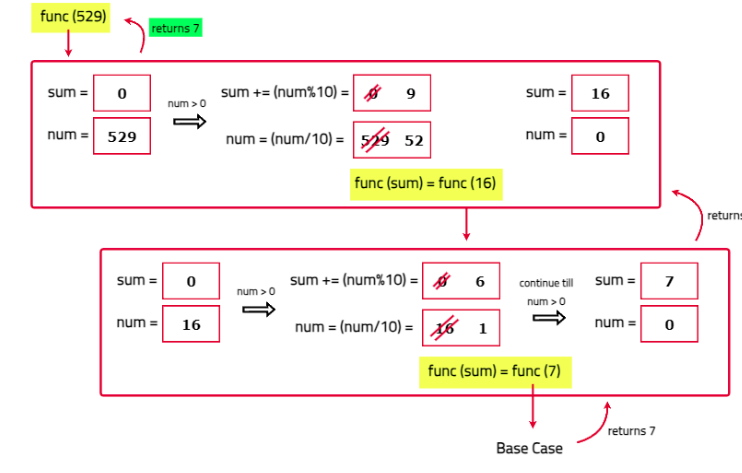 func (529)
returns 7
sum = 0
num > 0
sum += (num%10) = 0 9
sum = 16
num = 529
num = (num/10) = 529 52
num = 0
func (sum) = func (16)
returns
sum = 0
num > 0
sum += (num%10) = 0 6
continue till
num > 0
sum = 7
num = 16
num = (num/10) = 16 1
num = 0
func (sum) = func (7)
returns 7
Base Case